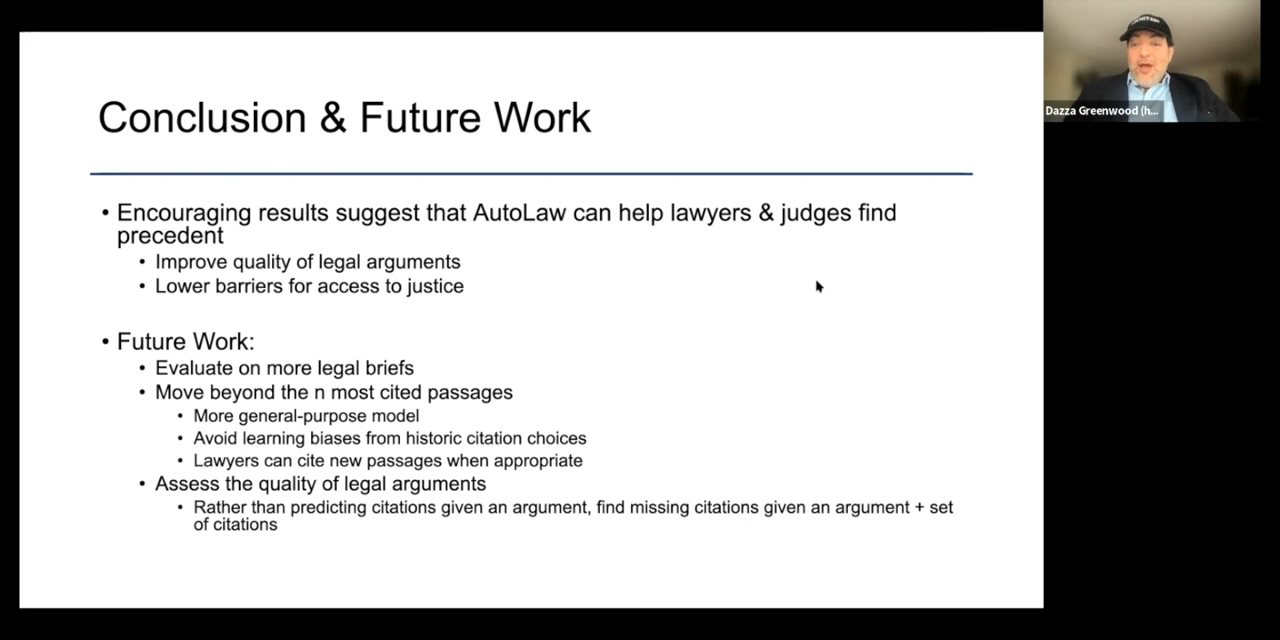 Conclusion & Future Work
• Encouraging results suggest that AutoLaw can help lawyers & judges find
precedent
• Improve quality of legal arguments
• Lower barriers for access to justice
• Future Work:
• Evaluate on more legal briefs
• Move beyond the n most cited passages
• More general-purpose model
• Avoid learning biases from historic citation choices
• Lawyers can cite new passages when appropriate
• Assess the quality of legal arguments
• Rather than predicting citations given an argument, find missing citations given an argument + set
of citations
Dazza Greenwood (h...